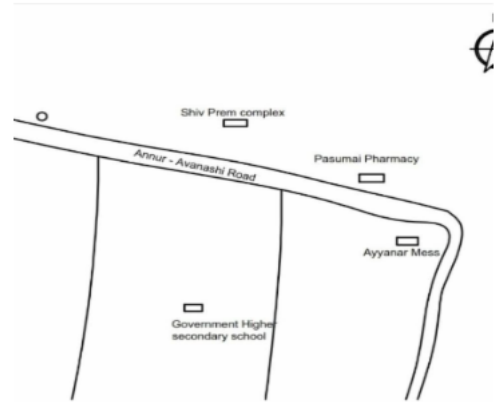 Shiv Prem complex
Annur - Avanashi Road
Pasumai Pharmacy
Ayyanar Mess
Government Higher
secondary school